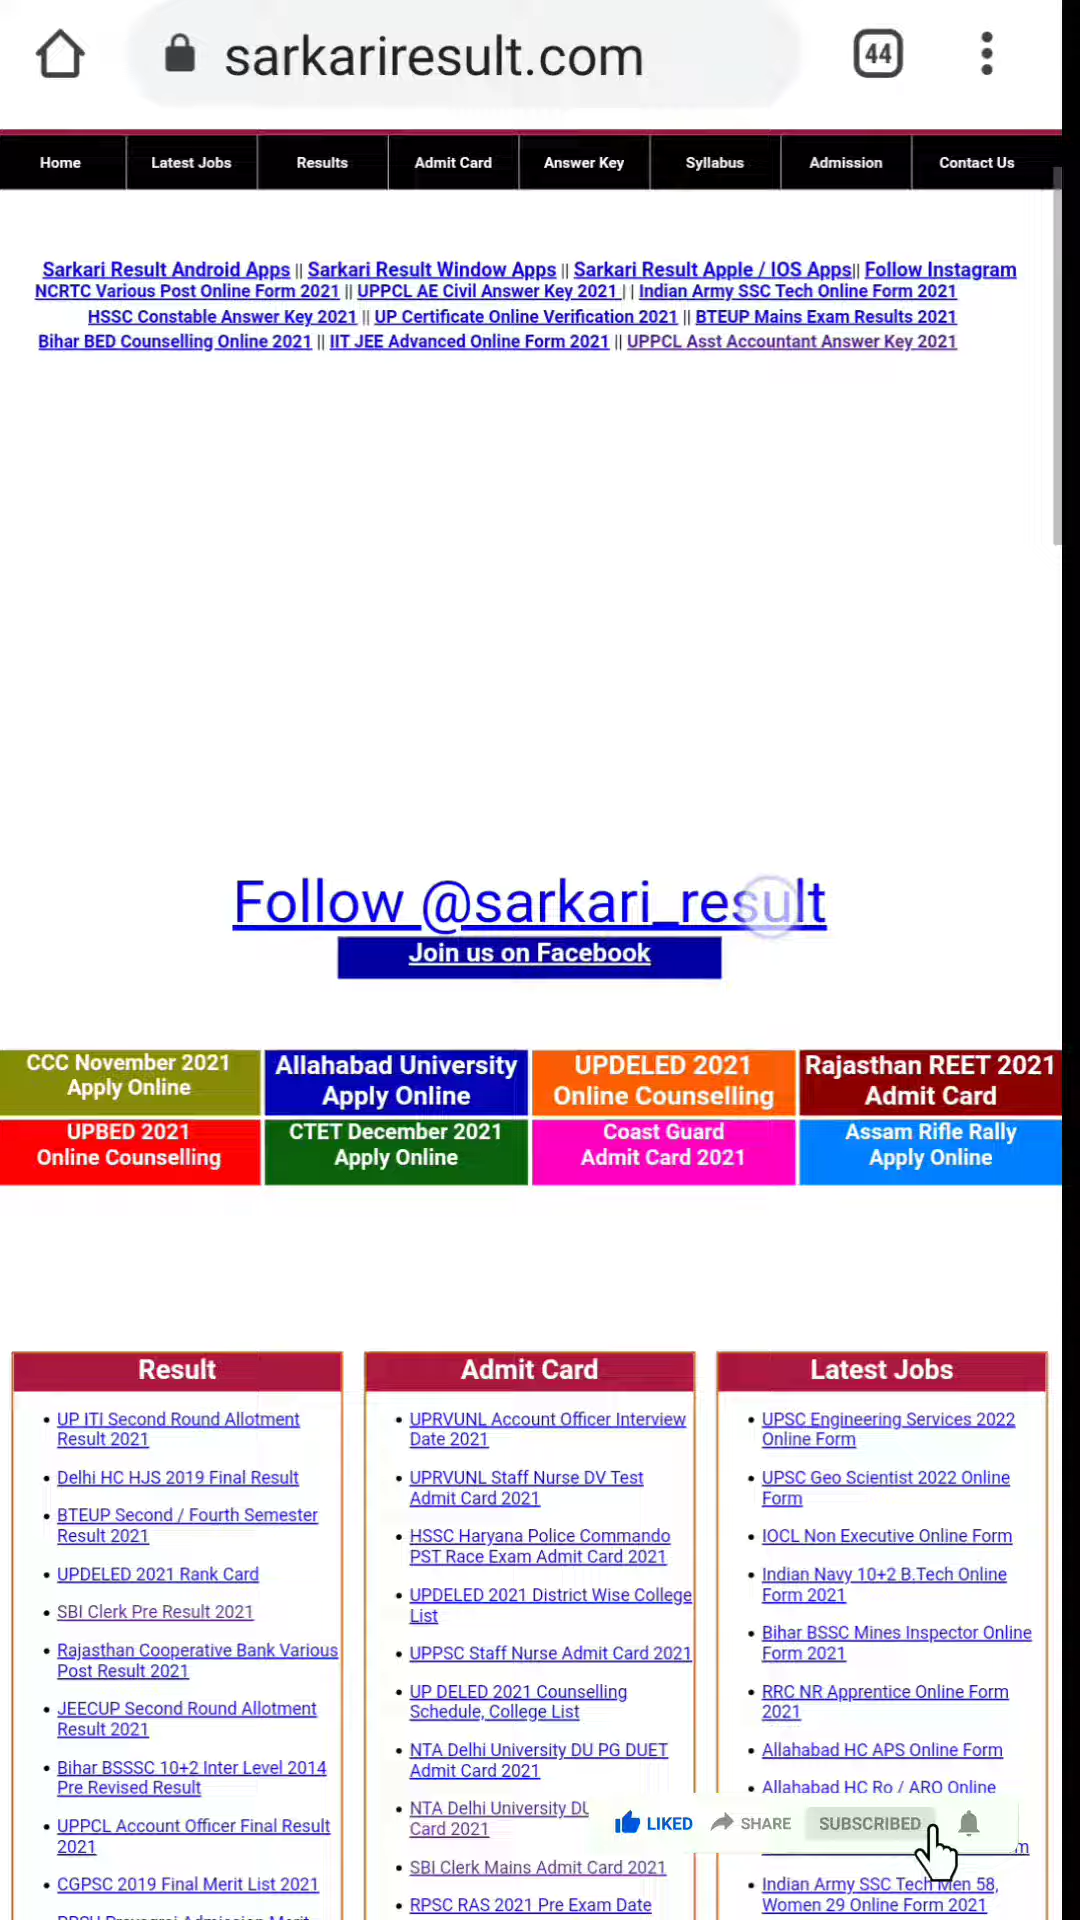 sarkariresult.com
44
Home Latest Jobs Results Admit Card Answer Key Syllabus Admission Contact Us
Sarkari Result Android Apps || Sarkari Result Window Apps || Sarkari Result Apple / IOS Apps|| Follow Instagram
NCRTC Various Post Online Form 2021 || UPPCL AE Civil Answer Key 2021 | | Indian Army SSC Tech Online Form 2021
HSSC Constable Answer Key 2021 || UP Certificate Online Verification 2021 || BTEUP Mains Exam Results 2021
Bihar BED Counselling Online 2021 || IIT JEE Advanced Online Form 2021 || UPPCL Asst Accountant Answer Key 2021
Follow @sarkari_result
Join us on Facebook
CCC November 2021
Apply Online
Allahabad University
Apply Online
UPDELED 2021
Online Counselling
Rajasthan REET 2021
Admit Card
UPBED 2021
Online Counselling
CTET December 2021
Apply Online
Coast Guard
Admit Card 2021
Assam Rifle Rally
Apply Online
Result
UP ITI Second Round Allotment
Result 2021
Delhi HC HJS 2019 Final Result
BTEUP Second / Fourth Semester
Result 2021
UPDELED 2021 Rank Card
SBI Clerk Pre Result 2021
Rajasthan Cooperative Bank Various
Post Result 2021
JEECUP Second Round Allotment
Result 2021
Bihar BSSSC 10+2 Inter Level 2014
Pre Revised Result
UPPCL Account Officer Final Result
2021
CGPSC 2019 Final Merit List 2021
Admit Card
UPRVUNL Account Officer Interview
Date 2021
UPRVUNL Staff Nurse DV Test
Admit Card 2021
HSSC Haryana Police Commando
PST Race Exam Admit Card 2021
UPDELED 2021 District Wise College
List
UPPSC Staff Nurse Admit Card 2021
UP DELED 2021 Counselling
Schedule, College List
NTA Delhi University DU PG DUET
Admit Card 2021
NTA Delhi University
Card 2021
SBI Clerk Mains Admit Card 2021
RPSC RAS 2021 Pre Exam Date
Latest Jobs
UPSC Engineering Services 2022
Online Form
UPSC Geo Scientist 2022 Online
Form
IOCL Non Executive Online Form
Indian Navy 10+2 B.Tech Online
Form 2021
Bihar BSSC Mines Inspector Online
Form 2021
RRC NR Apprentice Online Form
2021
Allahabad HC APS Online Form
Allahabad HC Ro / ARO Online
Indian Army SSC Tech Men 58,
Women 29 Online Form 2021
LIKED SHARE SUBSCRIBED